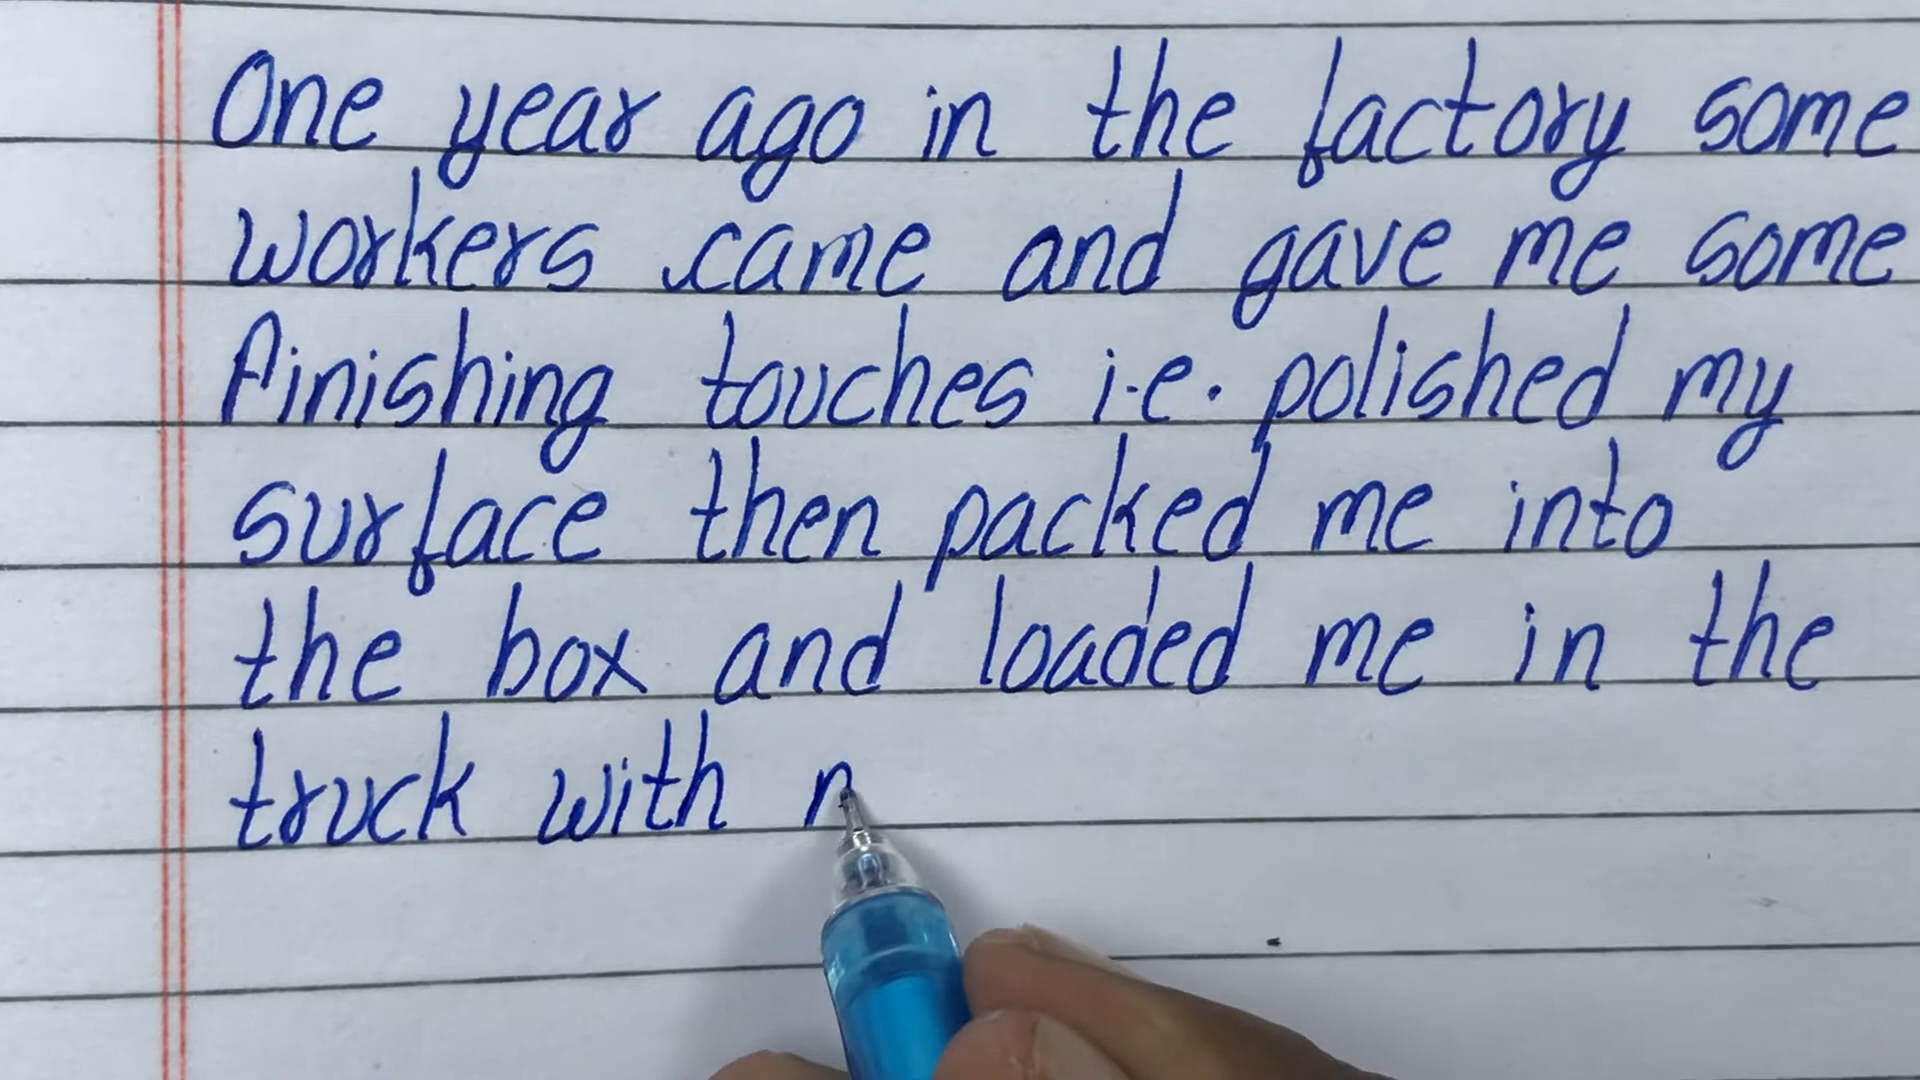 One year ago in the factory some
workers came and gave me some
finishing touches i.e. polished my
surface then packed me into
the box and loaded me in the
truck with